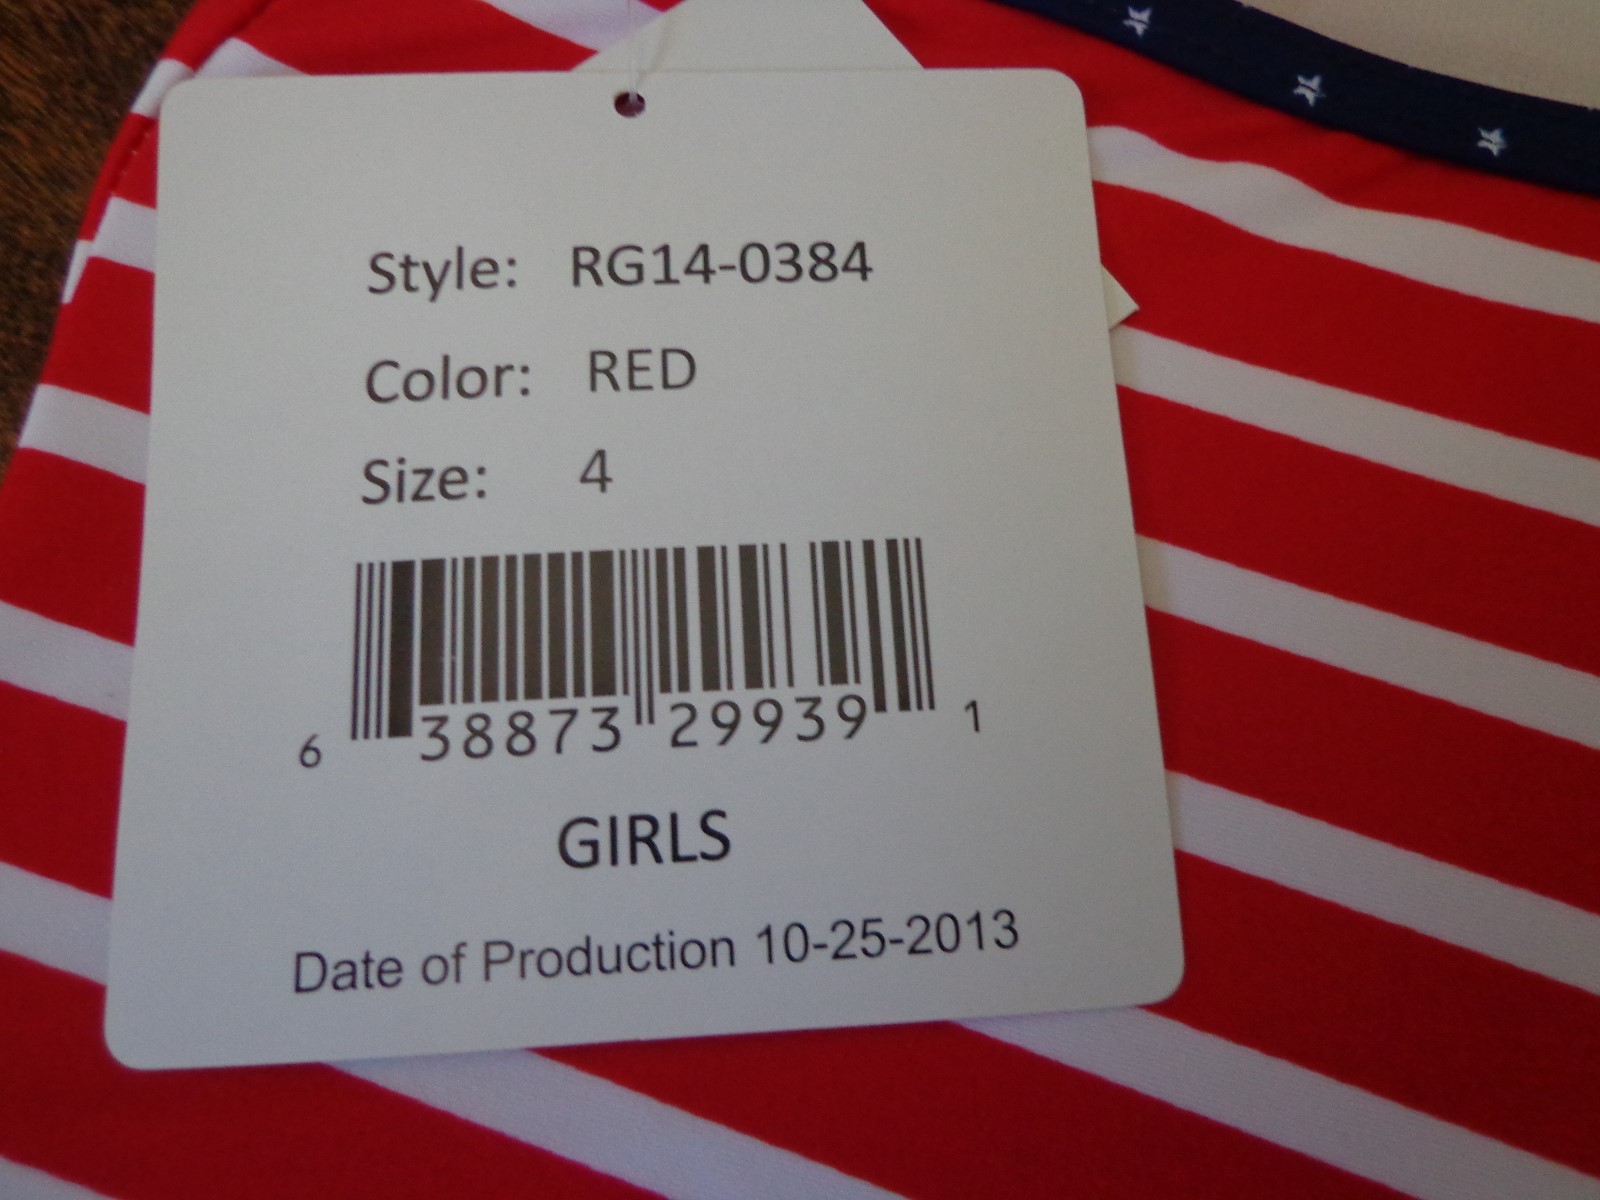 Style: RG14-0384
Color: RED
Size: 4
6 38873 29939 1
GIRLS
Date of Production 10-25-2013